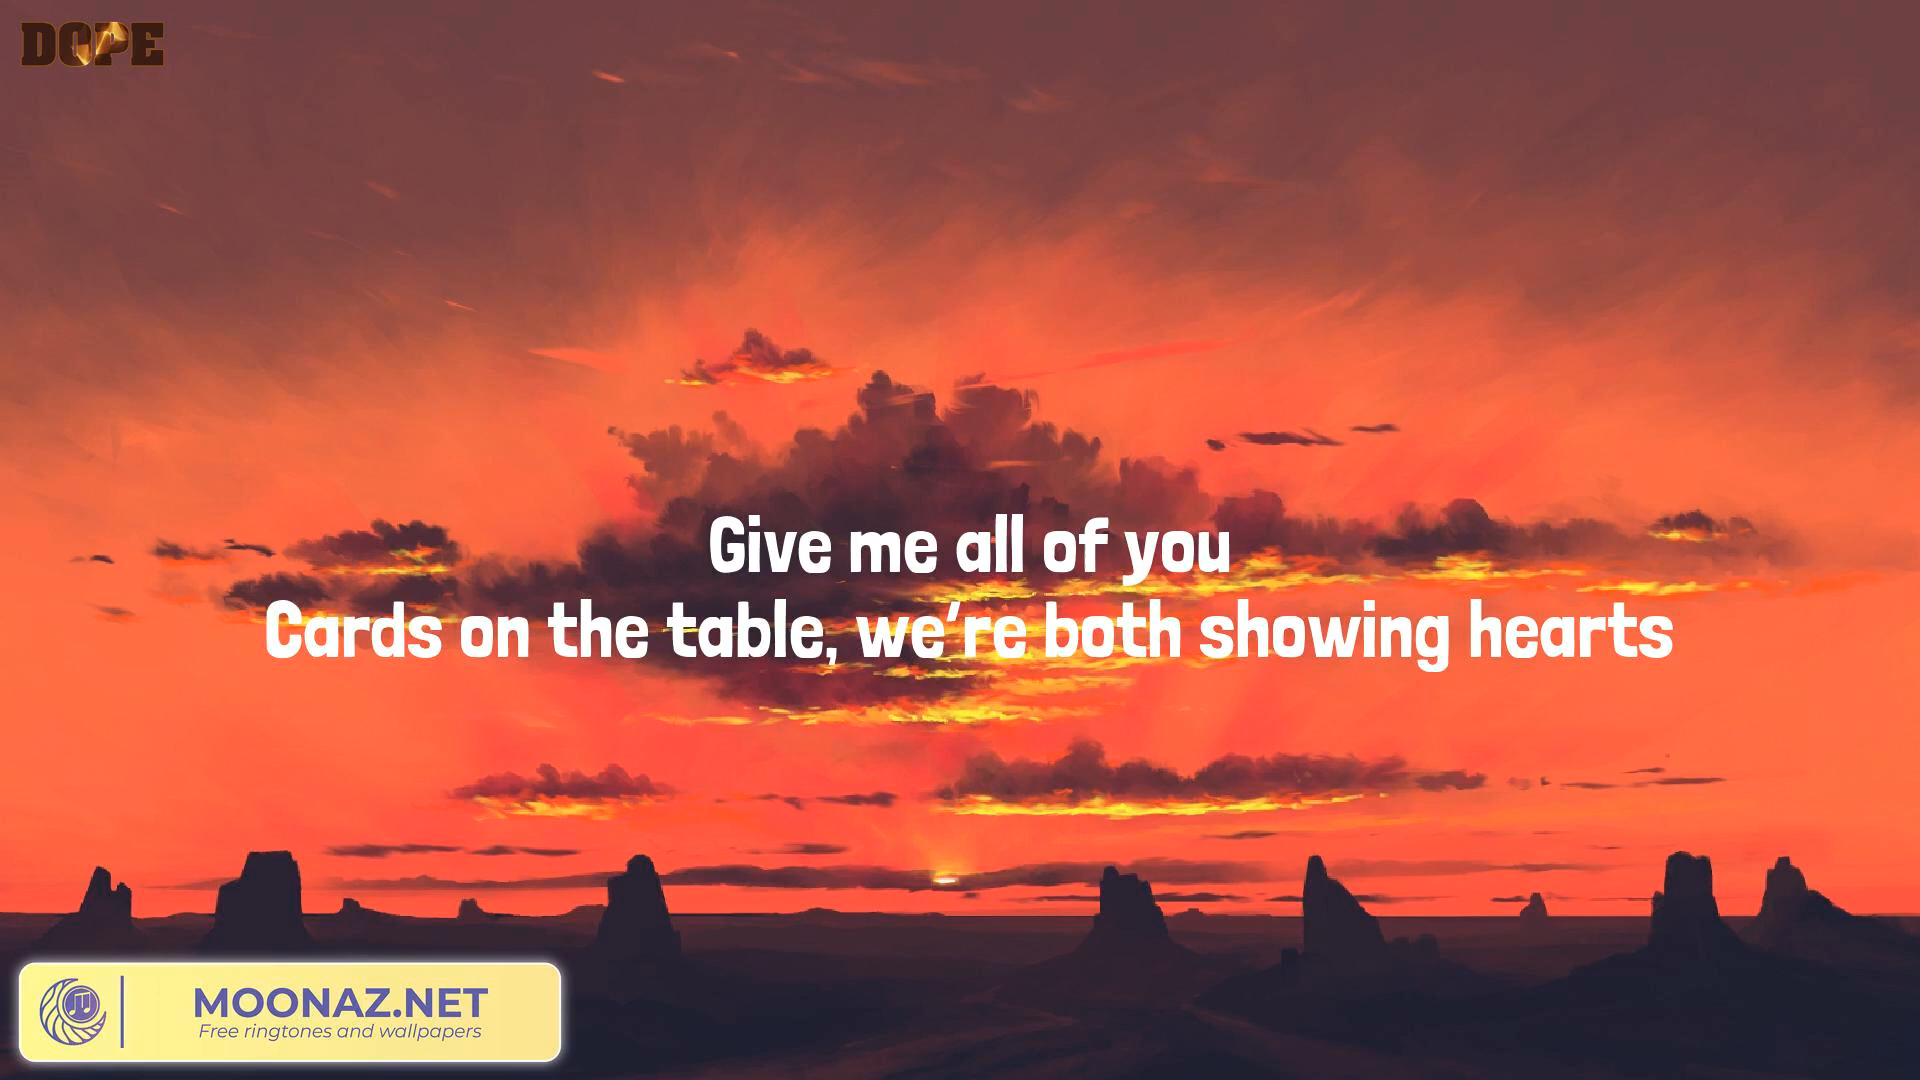 DOPE
Give me all of you
Cards on the table, we're both showing hearts
MOONAZ.NET
Free ringtones and wallpapers